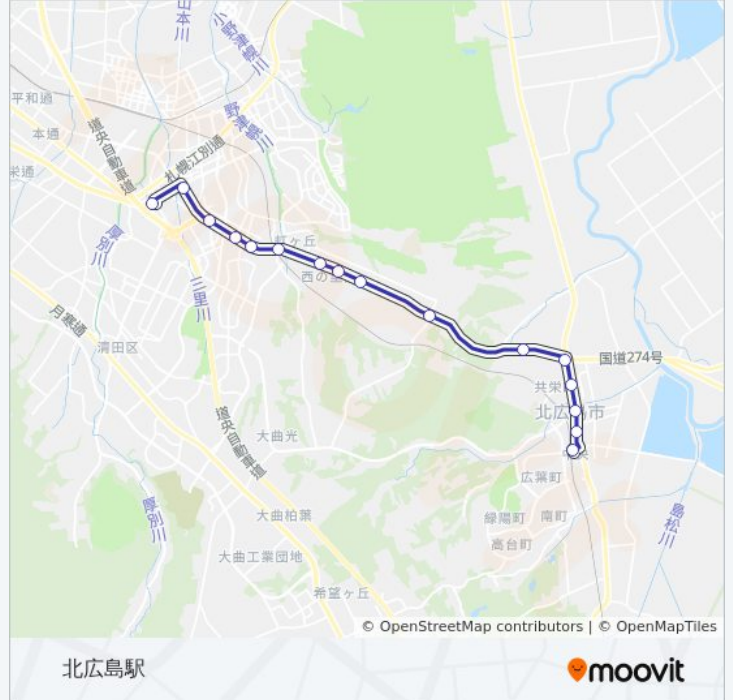 山本川
小野津幌川
平和通
野津幌川
道央自動車道
本通
札幌江別通
栄通
虹ヶ丘
厚別川
西の里
三里川
月寒通
清田区
国道274号
共栄
北広島市
大曲光
道央自動車道
中央
広葉町
大曲柏葉
緑陽町
南町
島松川
厚別川
高台町
大曲工業団地
希望ヶ丘
© OpenStreetMap contributors | © OpenMapTiles
北広島駅
moovit